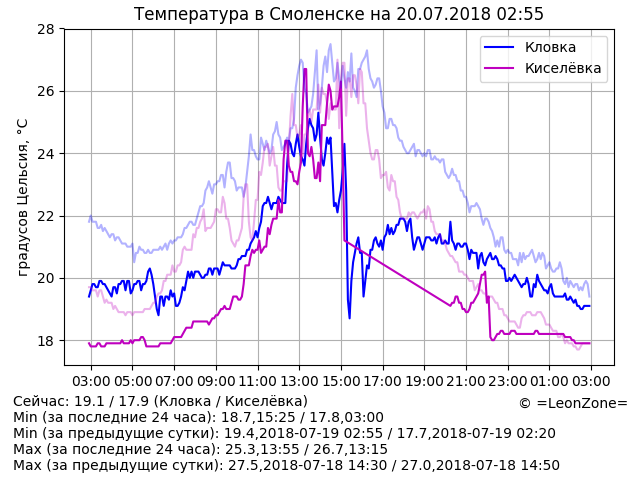 Температура в Смоленске на 20.07.2018 02:55
28
26
24
22
20
18
градусов Цельсия, °C
Кловка
Киселёвка
03:00 05:00 07:00 09:00 11:00 13:00 15:00 17:00 19:00 21:00 23:00 01:00 03:00
Сейчас: 19.1 / 17.9 (Кловка / Киселёвка)
© =LeonZone=
Min (за последние 24 часа): 18.7,15:25 / 17.8,03:00
Min (за предыдущие сутки): 19.4,2018-07-19 02:55 / 17.7,2018-07-19 02:20
Max (за последние 24 часа): 25.3,13:55 / 26.7,13:15
Max (за предыдущие сутки): 27.5,2018-07-18 14:30 / 27.0,2018-07-18 14:50